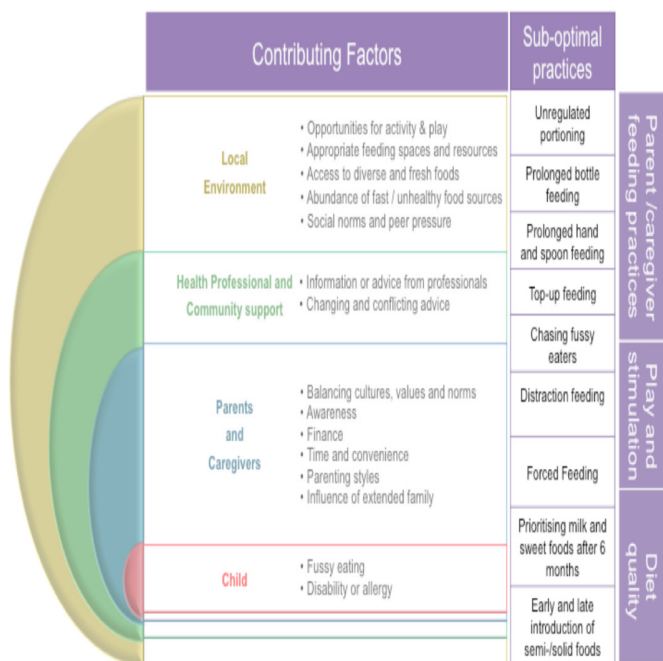 Contributing Factors
Sub-optimal
practices
Local
Environment
• Opportunities for activity & play
• Appropriate feeding spaces and resources
• Access to diverse and fresh foods
• Abundance of fast / unhealthy food sources
• Social norms and peer pressure
Health Professional and
Community support
• Information or advice from professionals
• Changing and conflicting advice
Parents
and
Caregivers
• Balancing cultures, values and norms
• Awareness
• Finance
• Time and convenience
• Parenting styles
• Influence of extended family
Child
• Fussy eating
• Disability or allergy
Unregulated
portioning
Prolonged bottle
feeding
Prolonged hand
and spoon feeding
Top-up feeding
Chasing fussy
eaters
Distraction feeding
Forced Feeding
Prioritising milk and
sweet foods after 6
months
Early and late
introduction of
semi-/solid foods
Parent /caregiver
feeding practices
Play and
stimulation
Diet
quality